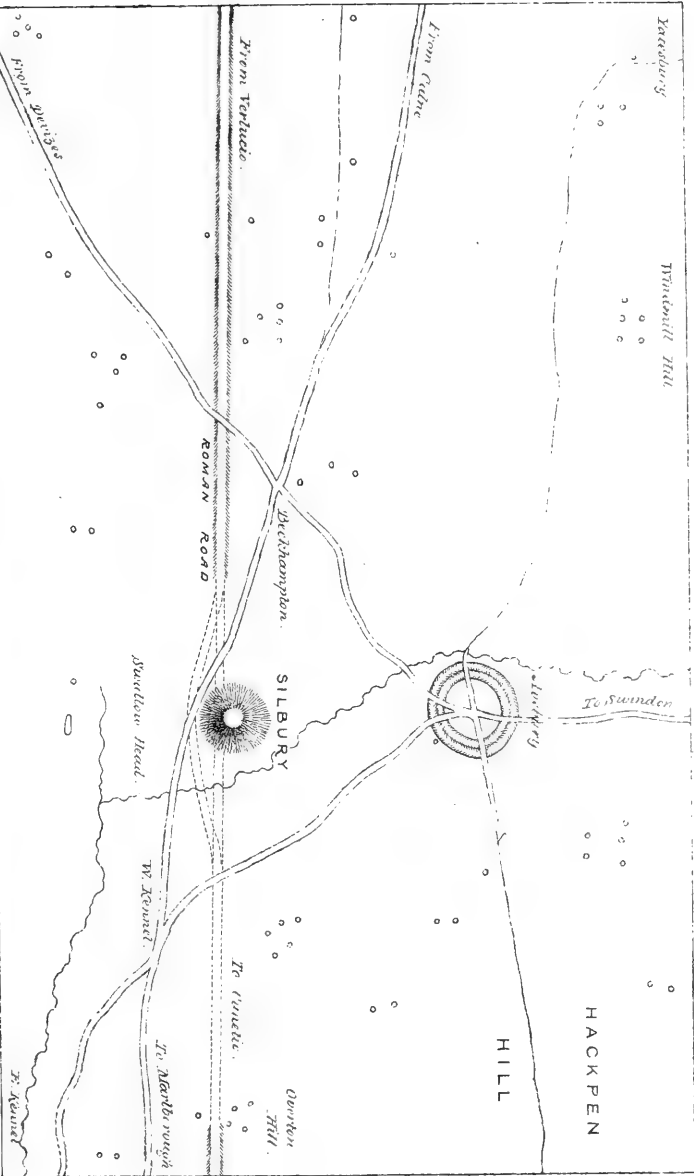 Yatesbury
Windmill Hill
From Calne
From Verlucio.
From Devizes
ROMAN ROAD
Beckhampton.
Avebury
To Swindon
SILBURY
Swallow Head.
W. Kennet.
To Cunetio.
To Marlborough
Overton
Hill.
HACKPEN
HILL
E. Kennet